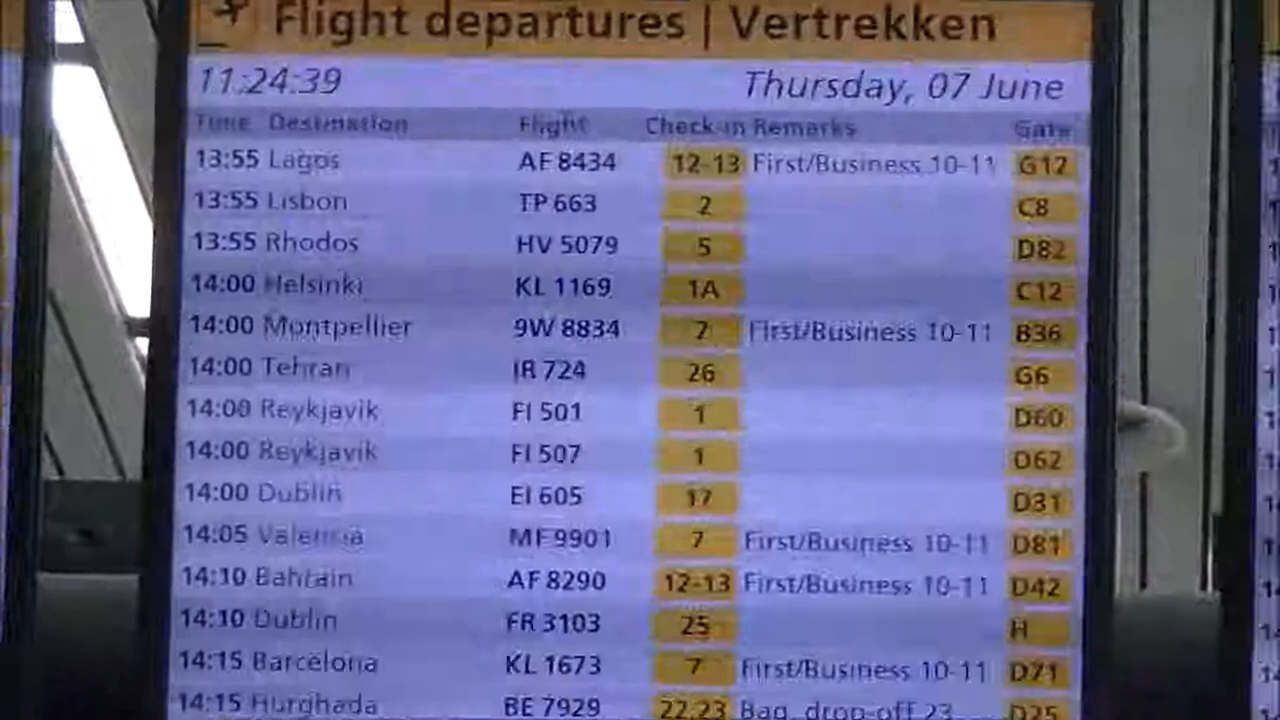 Flight departures | Vertrekken
11:24:39 Thursday, 07 June
Time Destination Flight Check-in Remarks Gate
13:55 Lagos AF 8434 12-13 First/Business 10-11 G12
13:55 Lisbon TP 663 2 C8
13:55 Rhodos HV 5079 5 D82
14:00 Helsinki KL 1169 1A C12
14:00 Montpellier 9W 8834 2 First/Business 10-11 B36
14:00 Tehran IR 724 26 G6
14:00 Reykjavik FI 501 1 D60
14:00 Reykjavik FI 507 1 D62
14:00 Dublin EI 605 17 D31
14:05 Valencia MF 9901 7 First/Business 10-11 D81
14:10 Bahrain AF 8290 12-13 First/Business 10-11 D42
14:10 Dublin FR 3103 25 H
14:15 Barcelona KL 1673 7 First/Business 10-11 D71
14:15 Hurghada BE 7929 22,23 Bag. drop-off 23 D25